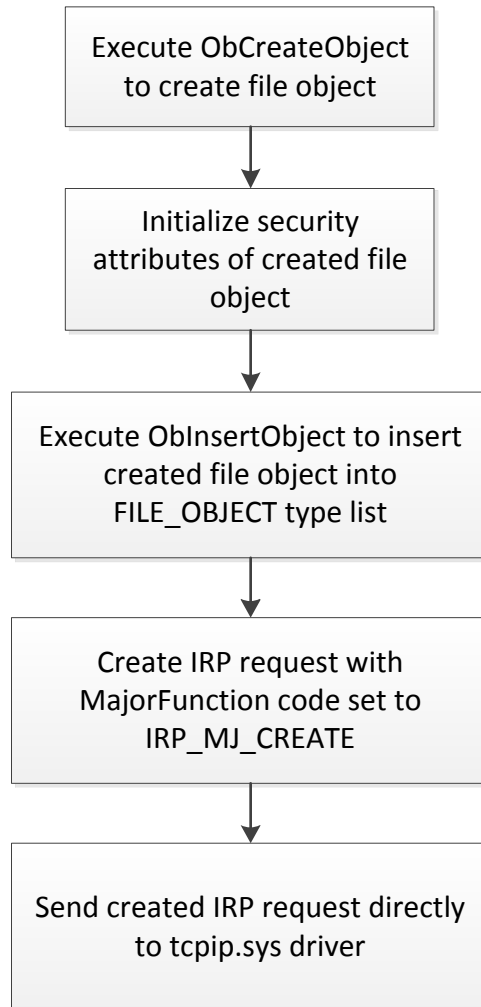 Execute ObCreateObject
to create file object
Initialize security
attributes of created file
object
Execute ObInsertObject to insert
created file object into
FILE_OBJECT type list
Create IRP request with
MajorFunction code set to
IRP_MJ_CREATE
Send created IRP request directly
to tcpip.sys driver